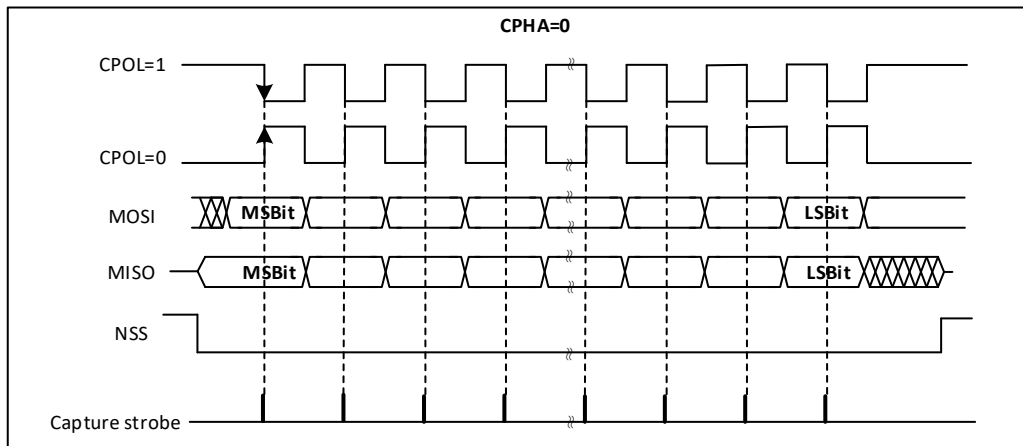 CPHA=0
CPOL=1
CPOL=0
MOSI
MSBit
LSBit
MISO
MSBit
LSBit
NSS
Capture strobe